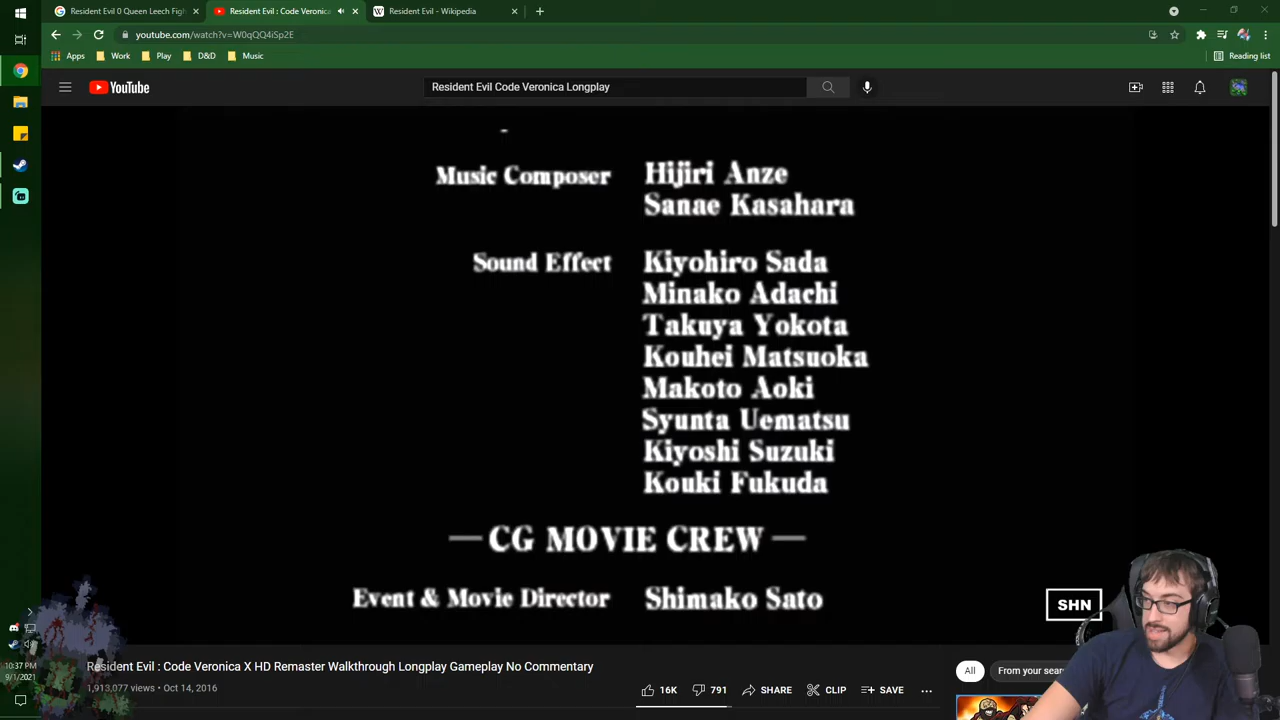 Resident Evil 0 Queen Leech Figh
Resident Evil : Code Veronica
Resident Evil - Wikipedia
youtube.com/watch?v=W0qQQ4iSp2E
Apps
Work
Play
D&D
Music
Reading list
YouTube
Resident Evil Code Veronica Longplay
Music Composer Hijiri Anze
Sanae Kasahara
Sound Effect Kiyohiro Sada
Minako Adachi
Takuya Yokota
Kouhei Matsuoka
Makoto Aoki
Syunta Uematsu
Kiyoshi Suzuki
Kouki Fukuda
— CG MOVIE CREW —
Event & Movie Director Shimako Sato
SHN
10:37 PM
9/1/2021
Resident Evil : Code Veronica X HD Remaster Walkthrough Longplay Gameplay No Commentary
1,913,077 views • Oct 14, 2016
16K
791
SHARE
CLIP
SAVE
All
From your sear